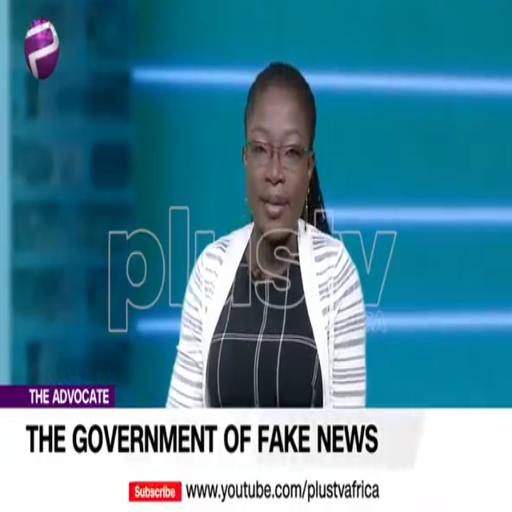 plustv
THE ADVOCATE
THE GOVERNMENT OF FAKE NEWS
Subscribe www.youtube.com/plustvafrica